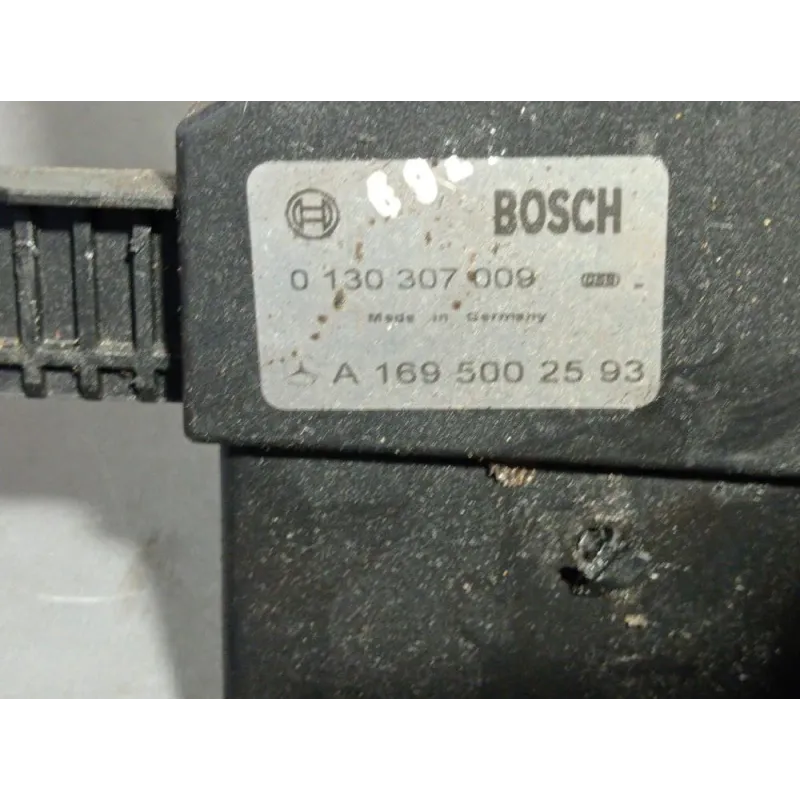 BOSCH
0 130 307 009
Made in Germany
A 169 500 25 93